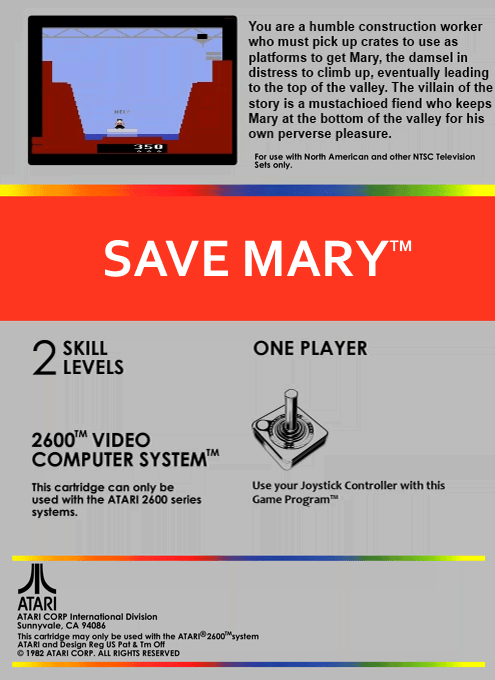 You are a humble construction worker
who must pick up crates to use as
platforms to get Mary, the damsel in
distress to climb up, eventually leading
to the top of the valley. The villain of the
story is a mustachioed fiend who keeps
Mary at the bottom of the valley for his
own perverse pleasure.
HELP
350
For use with North American and other NTSC Television
Sets only.
SAVE MARY™
2 SKILL
LEVELS
ONE PLAYER
2600™ VIDEO
COMPUTER SYSTEM™
This cartridge can only be
used with the ATARI 2600 series
systems.
Use your Joystick Controller with this
Game Program™
ATARI
ATARI CORP International Division
Sunnyvale, CA 94086
This cartridge may only be used with the ATARI®2600™system
ATARI and Design Reg US Pat & Tm Off
© 1982 ATARI CORP. ALL RIGHTS RESERVED